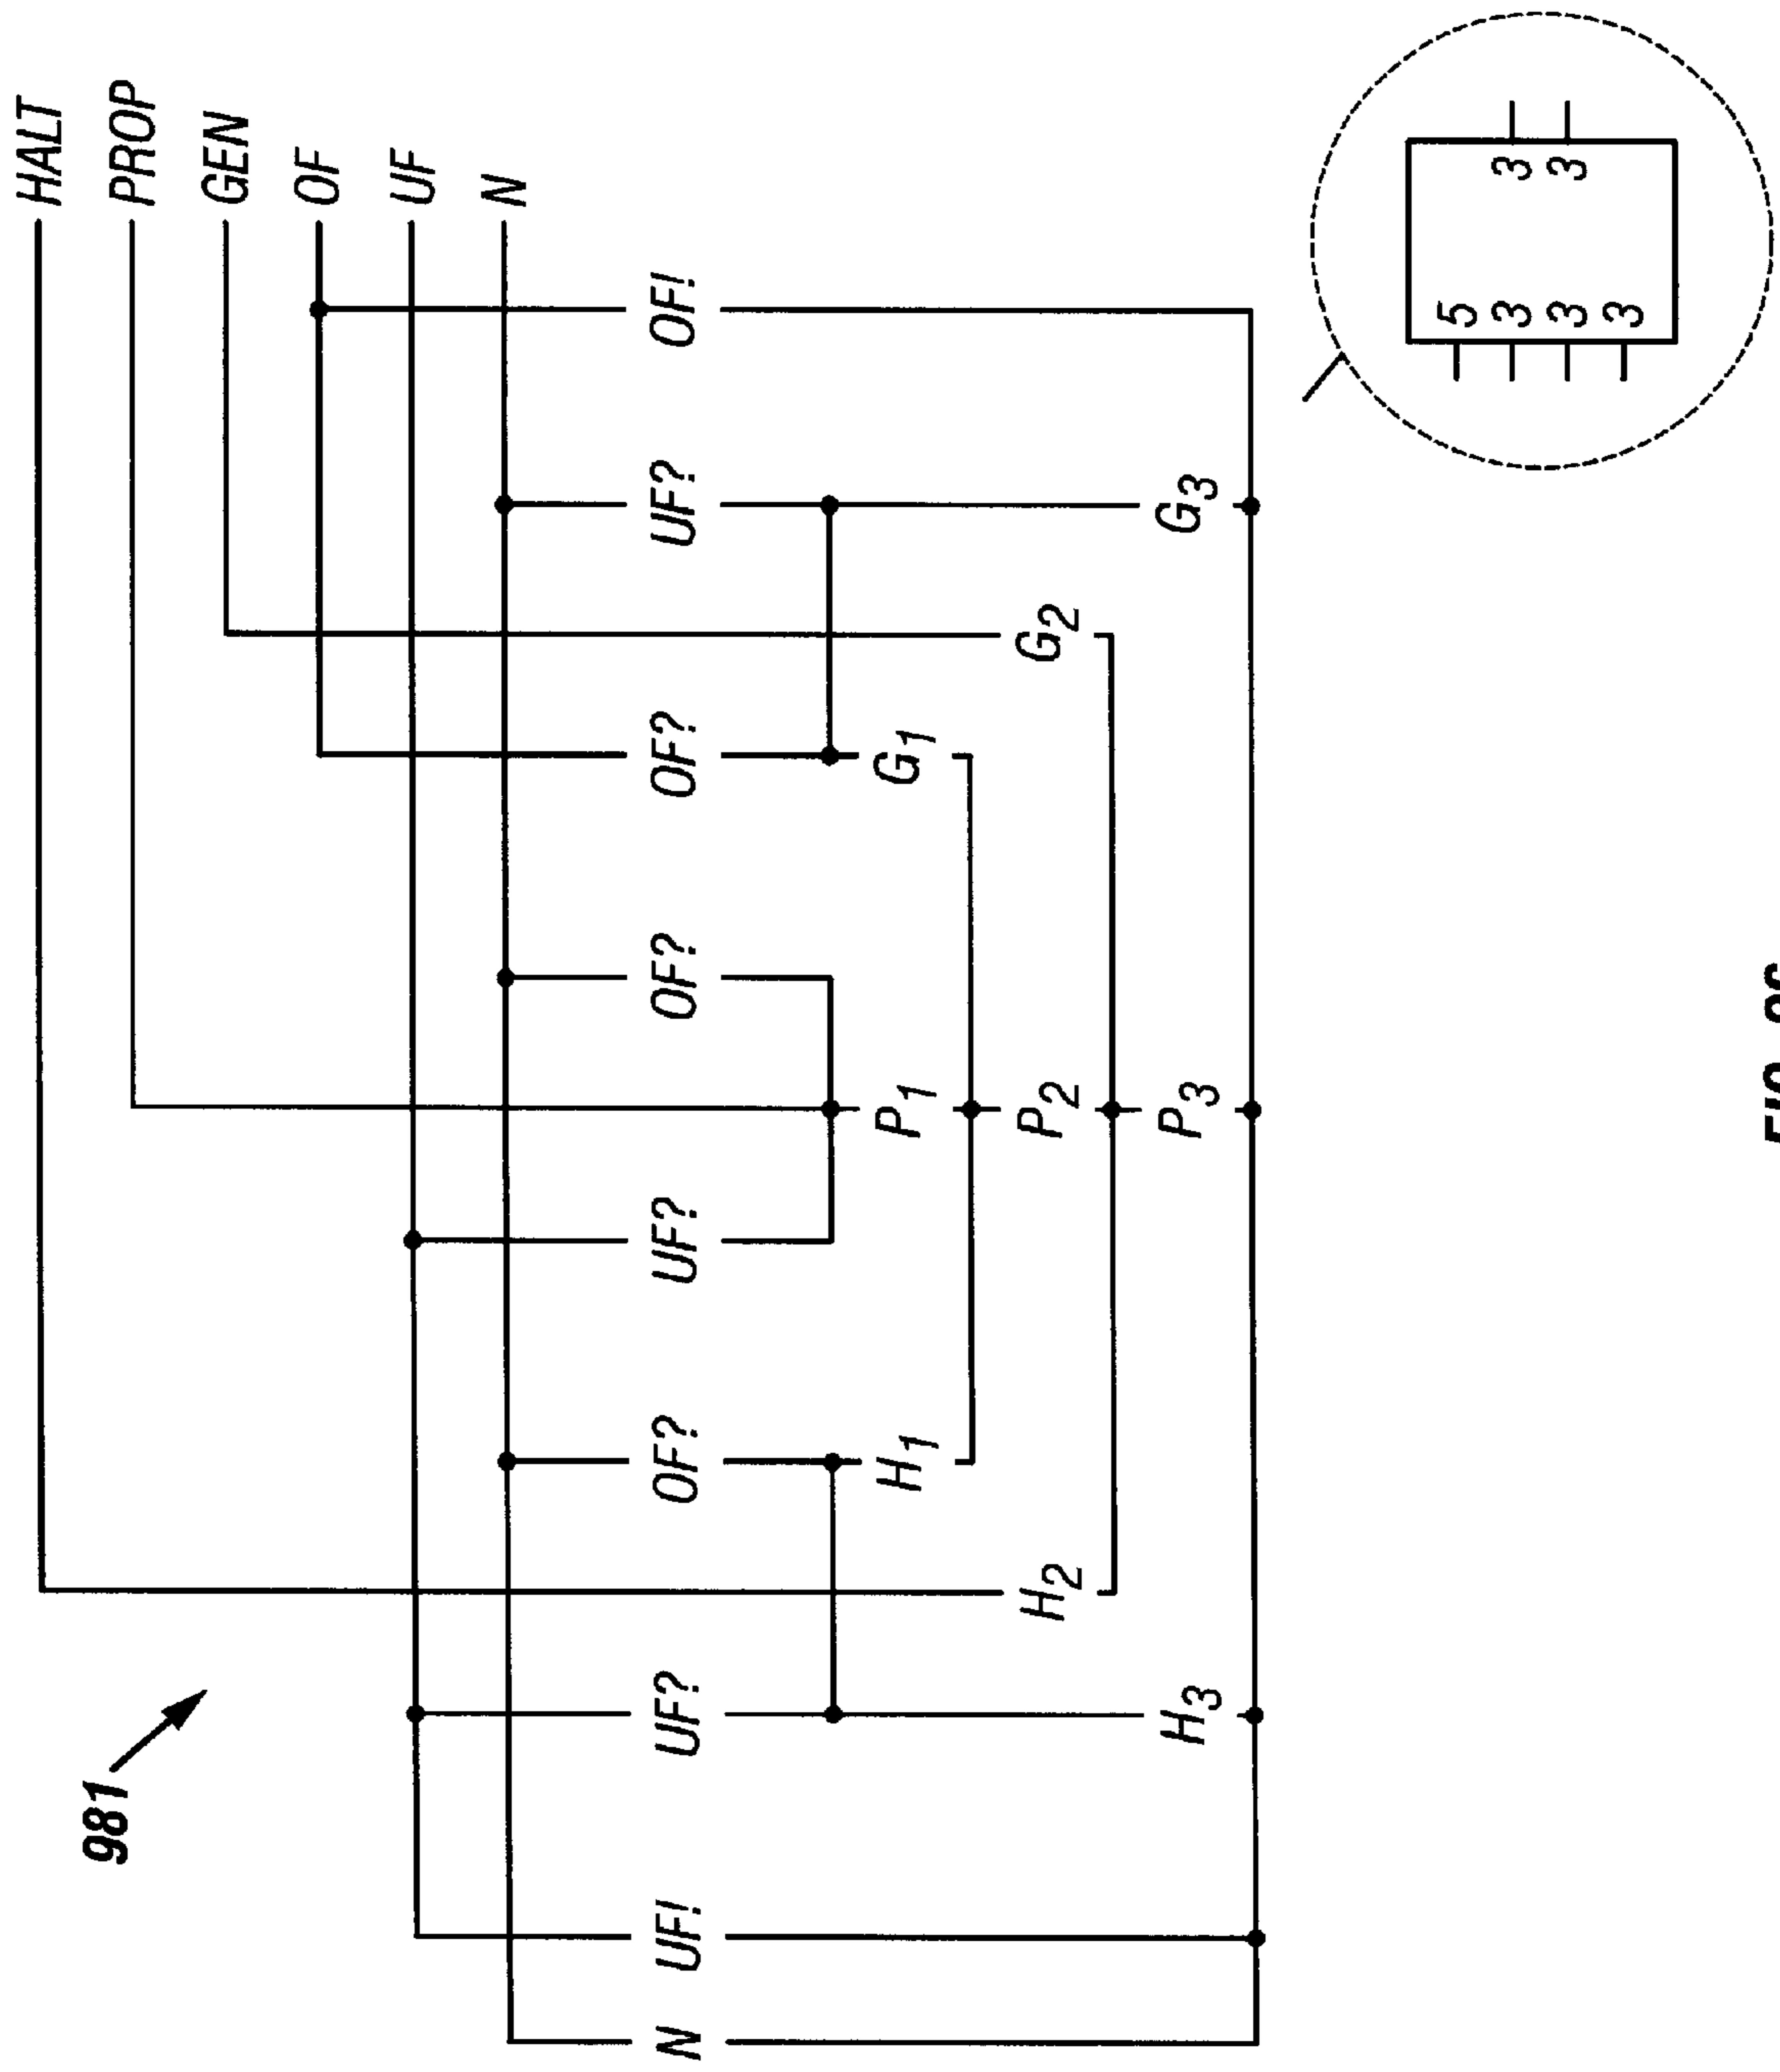 HALT
981 PROP
GEN
OF
UF
N
N UF! UF? OF? UF? OF? OF? UF? OF!
H1 P1 G1
H2 P2 G2
H3 P3 G3
5
3 3
3 3
3
FIG.